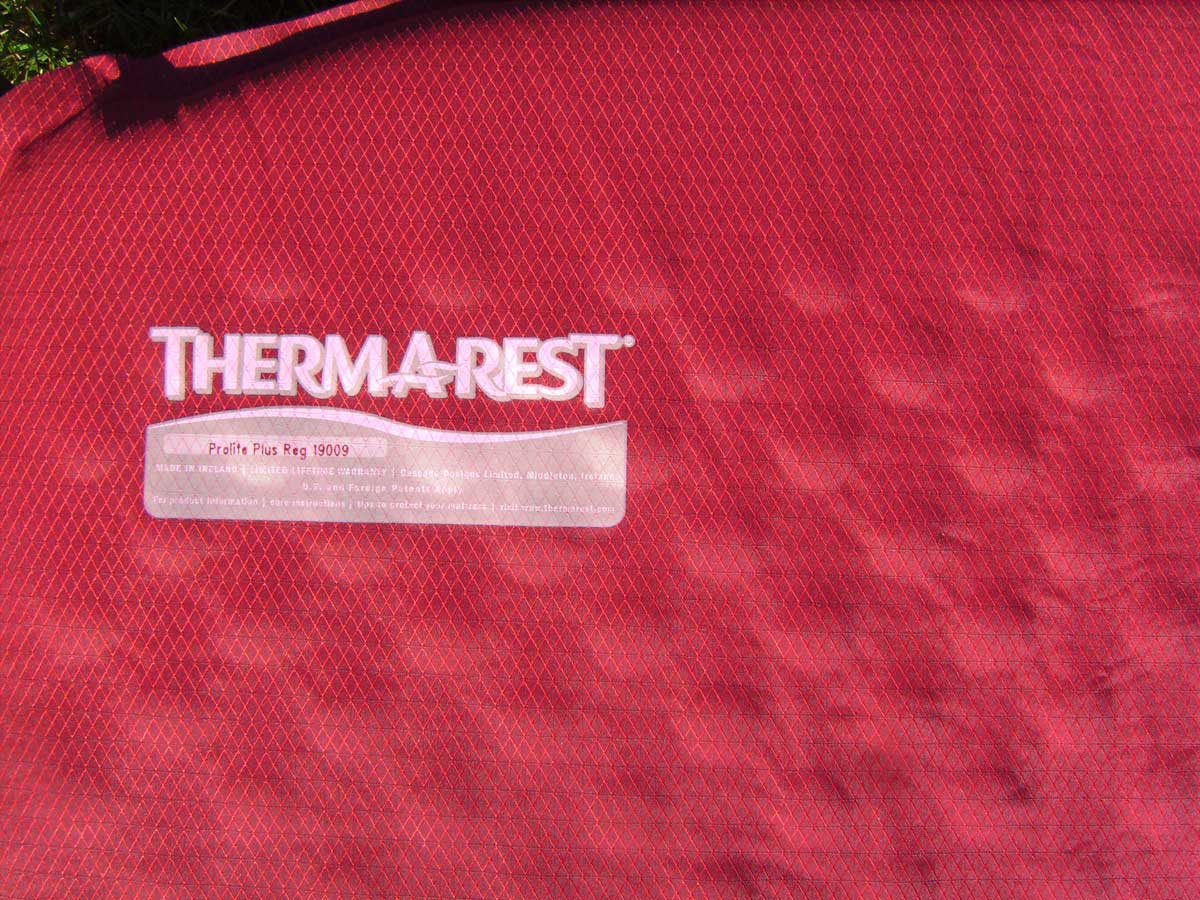 THERM-A-REST®
Prolite Plus Reg 19009
MADE IN IRELAND | LIMITED LIFETIME WARRANTY | Cascade Designs Limited, Midleton, Ireland
U.S. and Foreign Patents Apply
For product information | care instructions | tips to protect your mattress | visit www.thermarest.com